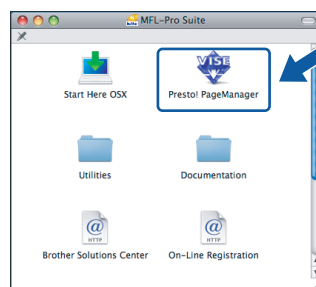 MFL-Pro Suite
VISE
Start Here OSX
Presto! PageManager
Utilities
Documentation
@
HTTP
@
HTTP
Brother Solutions Center
On-Line Registration